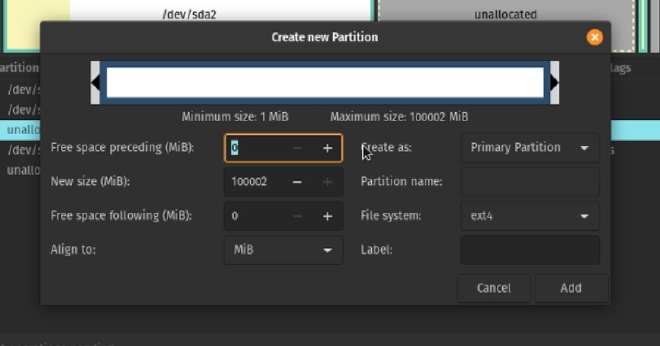 /dev/sda2 unallocated
Create new Partition
artition
lags
/dev/s
/dev/s
unallo
/dev/s
unallo
Minimum size: 1 MiB Maximum size: 100002 MiB
Free space preceding (MiB): 0 Create as: Primary Partition
New size (MiB): 100002 Partition name:
Free space following (MiB): 0 File system: ext4
Align to: MiB Label:
Cancel Add